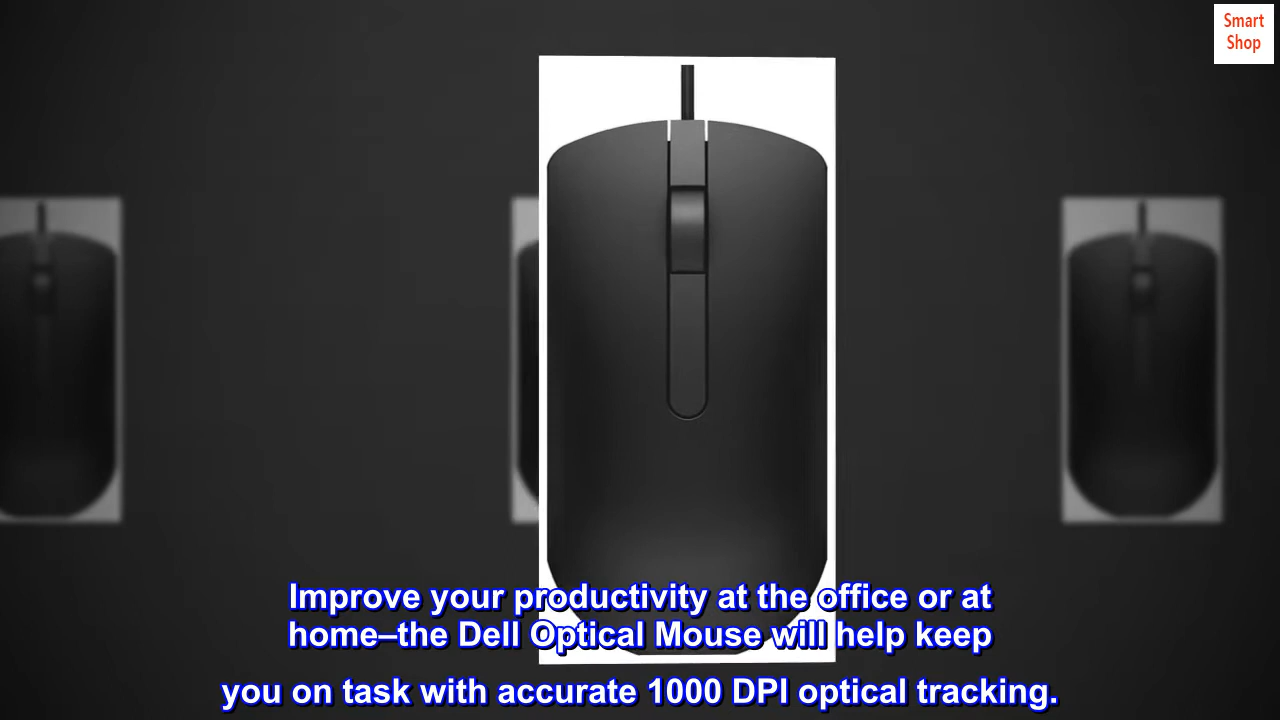 Smart
Shop
Improve your productivity at the office or at
home–the Dell Optical Mouse will help keep
you on task with accurate 1000 DPI optical tracking.